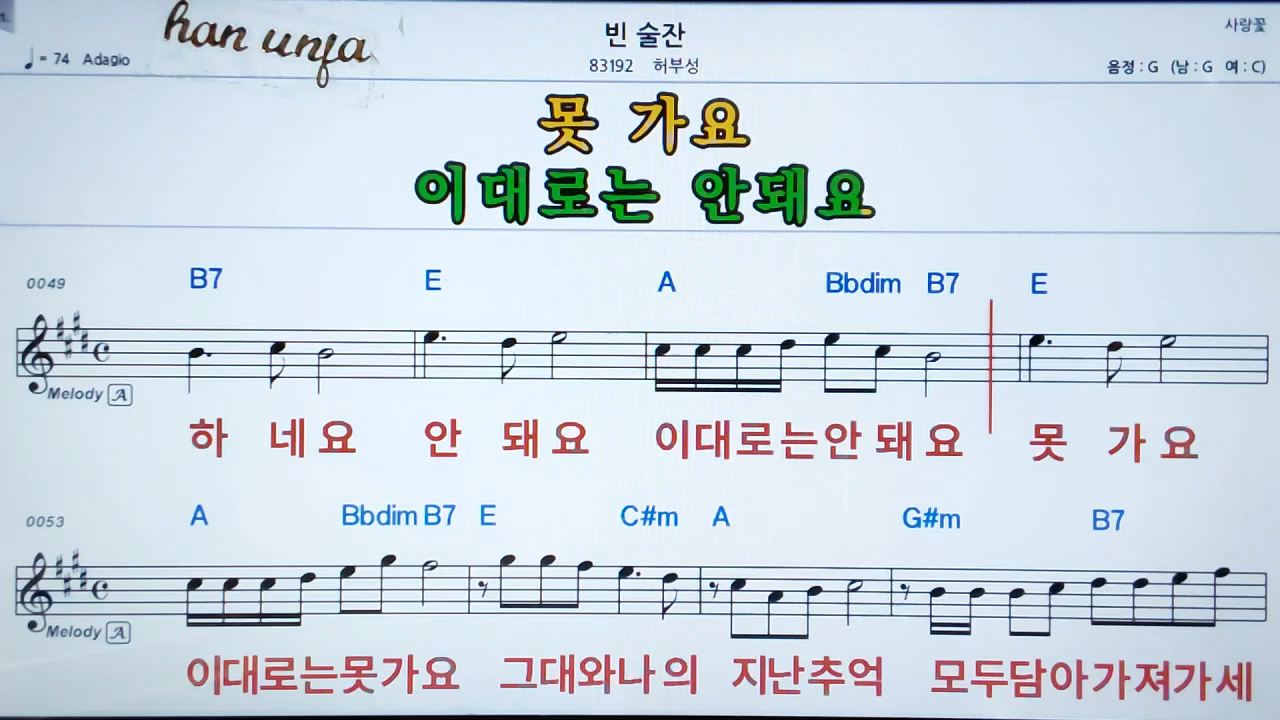 han unja
빈 술잔
사랑꽃
♩= 74 Adagio
83192 허부성
음정 : G (남 : G 여 : C)
못 가요
이대로는 안돼요
0049 B7 E A Bbdim B7 E
Melody A
하 네 요 안 돼 요 이대로는안 돼 요 못 가 요
0053 A Bbdim B7 E C#m A G#m B7
Melody A
이대로는못가요 그대와나의 지난추억 모두담아가져가세